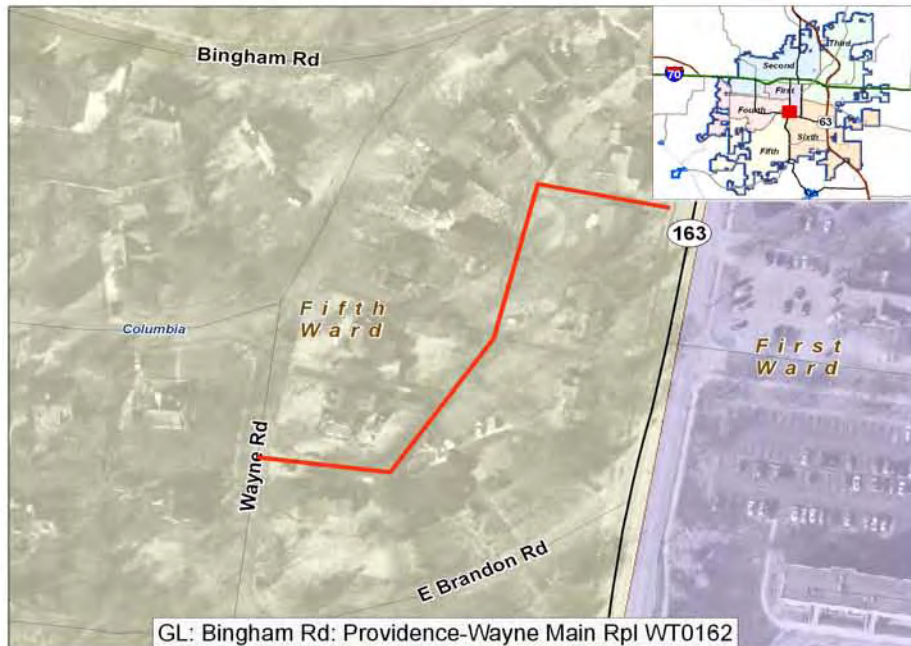 Bingham Rd
Third
Second
70
First
Fourth
63
Sixth
Fifth
163
Fifth
Ward
Columbia
First
Ward
Wayne Rd
E Brandon Rd
GL: Bingham Rd: Providence-Wayne Main Rpl WT0162